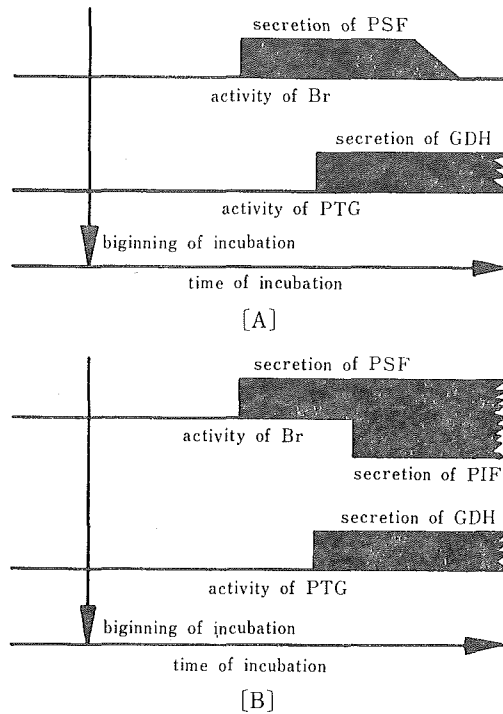 secretion of PSF
activity of Br
secretion of GDH
activity of PTG
biginning of incubation
time of incubation
[A]
secretion of PSF
activity of Br
secretion of PIF
secretion of GDH
activity of PTG
biginning of incubation
time of incubation
[B]